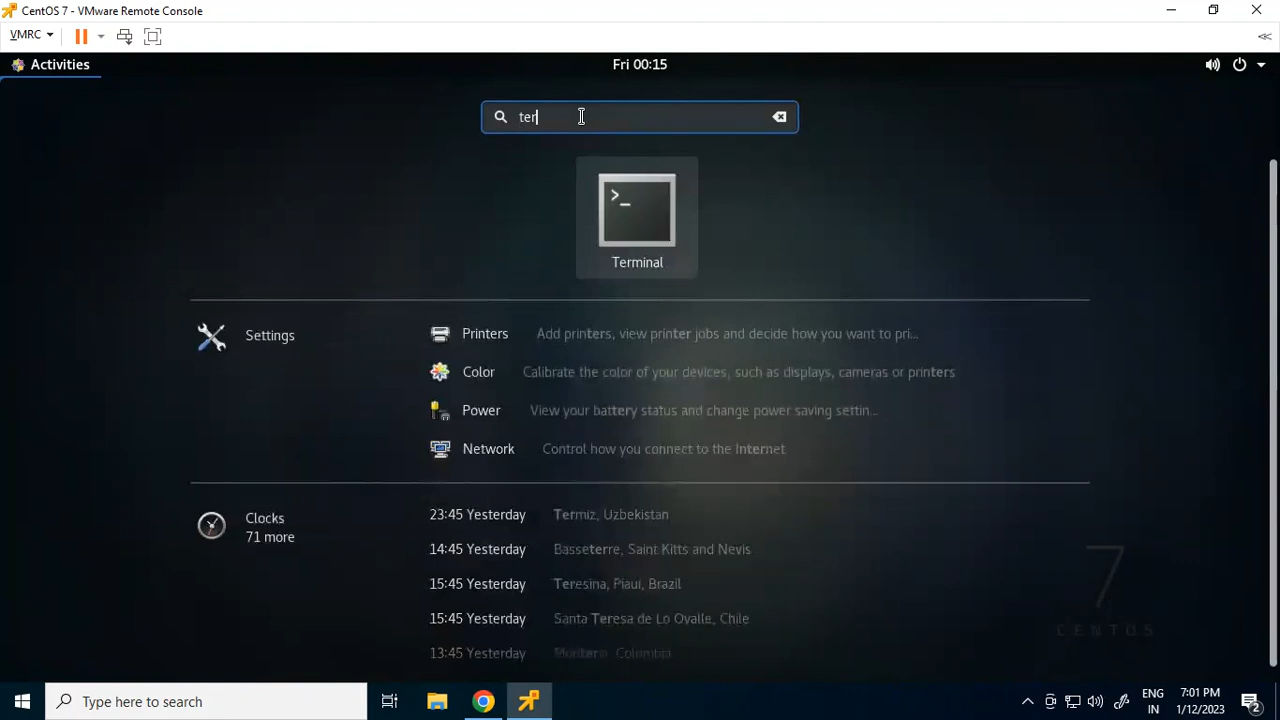 CentOS 7 - VMware Remote Console
VMRC
Activities
Fri 00:15
ter
>_
Terminal
Settings
Printers Add printers, view printer jobs and decide how you want to pri...
Color Calibrate the color of your devices, such as displays, cameras or printers
Power View your battery status and change power saving settin...
Network Control how you connect to the Internet
Clocks
71 more
23:45 Yesterday Termiz, Uzbekistan
14:45 Yesterday Basseterre, Saint Kitts and Nevis
15:45 Yesterday Teresina, Piauí, Brazil
15:45 Yesterday Santa Teresa de Lo Ovalle, Chile
13:45 Yesterday Colombia
7
CENTOS
Type here to search
ENG
IN
7:01 PM
1/12/2023
2